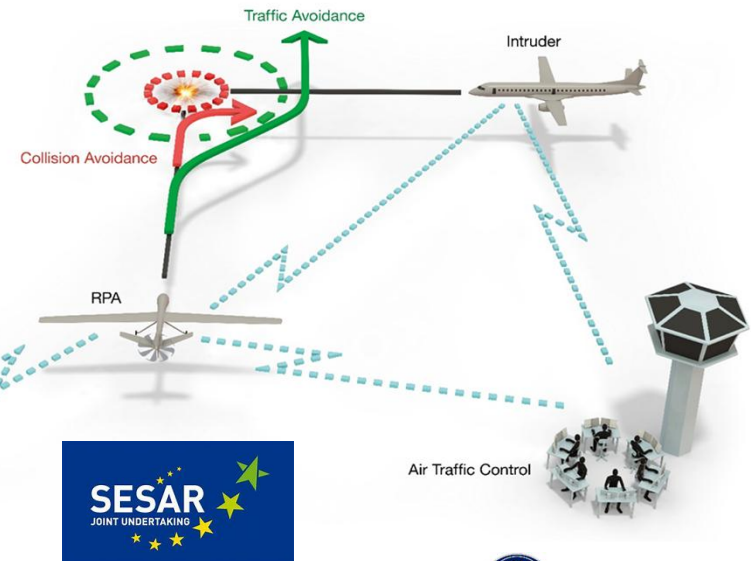 Traffic Avoidance
Intruder
Collision Avoidance
RPA
Air Traffic Control
SESAR
JOINT UNDERTAKING